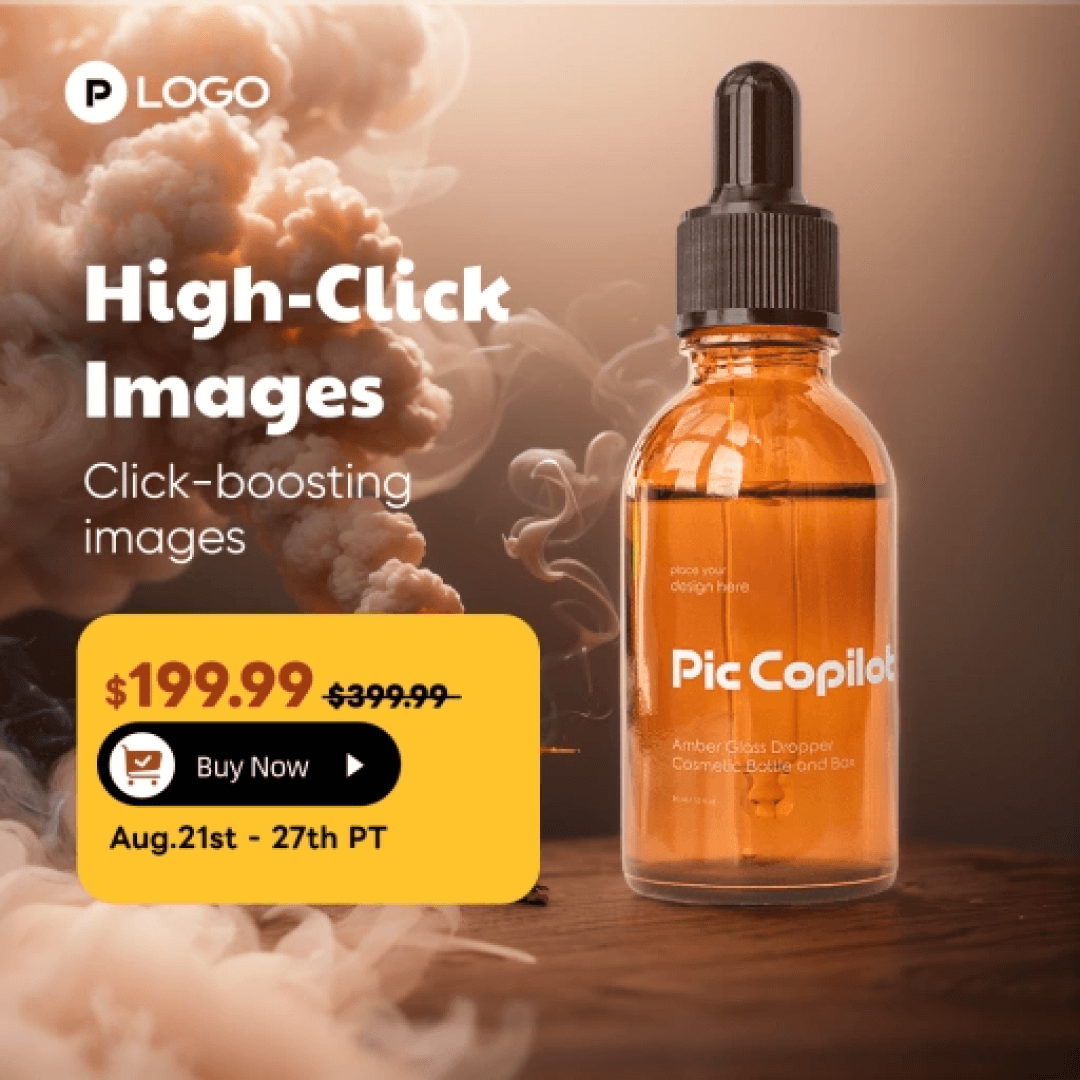 P LOGO
High-Click
Images
Click-boosting
images
$199.99 $399.99
Buy Now
Aug.21st - 27th PT
place your
design here
Pic Copilot
Amber Glass Dropper
Cosmetic Bottle and Box